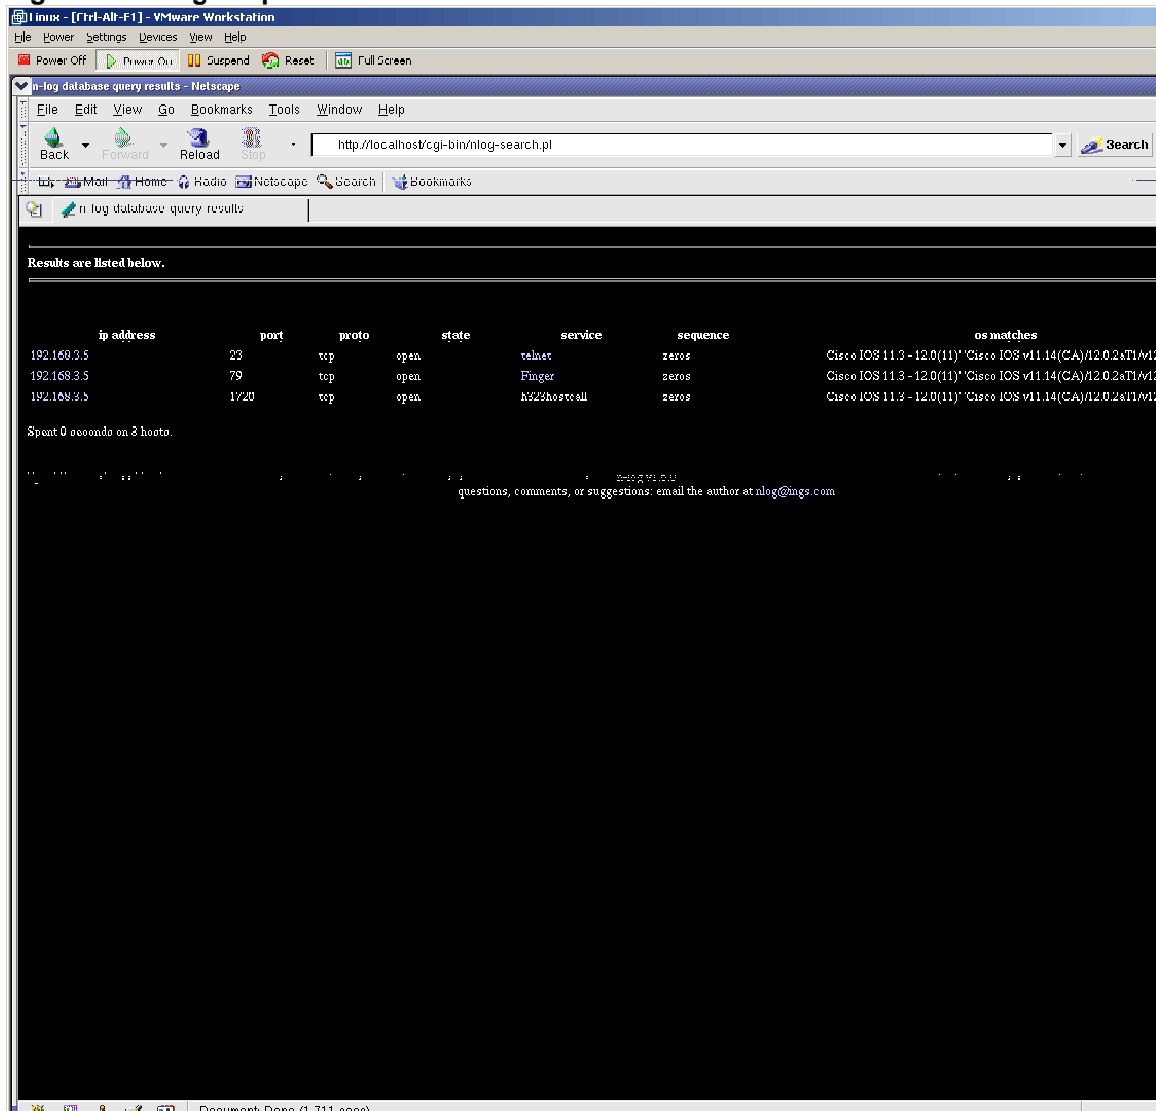 Linux - [Ctrl-Alt-F1] - VMware Workstation
File Power Settings Devices View Help
Power Off Power On Suspend Reset Full Screen
n-log database query results - Netscape
File Edit View Go Bookmarks Tools Window Help
http://localhost/cgi-bin/nlog-search.pl Search
Back Forward Reload Stop
Mail Home Radio Netscape Search Bookmarks
n-log database query results
Results are listed below.
ip address port proto state service sequence os matches
192.168.3.5 23 tcp open telnet zeros Cisco IOS 11.3 - 12.0(11)" "Cisco IOS v11.14(CA)/12.0.2aT1/v12
192.168.3.5 79 tcp open Finger zeros Cisco IOS 11.3 - 12.0(11)" "Cisco IOS v11.14(CA)/12.0.2aT1/v12
192.168.3.5 1720 tcp open h323hostcall zeros Cisco IOS 11.3 - 12.0(11)" "Cisco IOS v11.14(CA)/12.0.2aT1/v12
Spent 0 seconds on 3 hosts.
questions, comments, or suggestions: email the author at nlog@ings.com
Document: Done (1.711 secs)